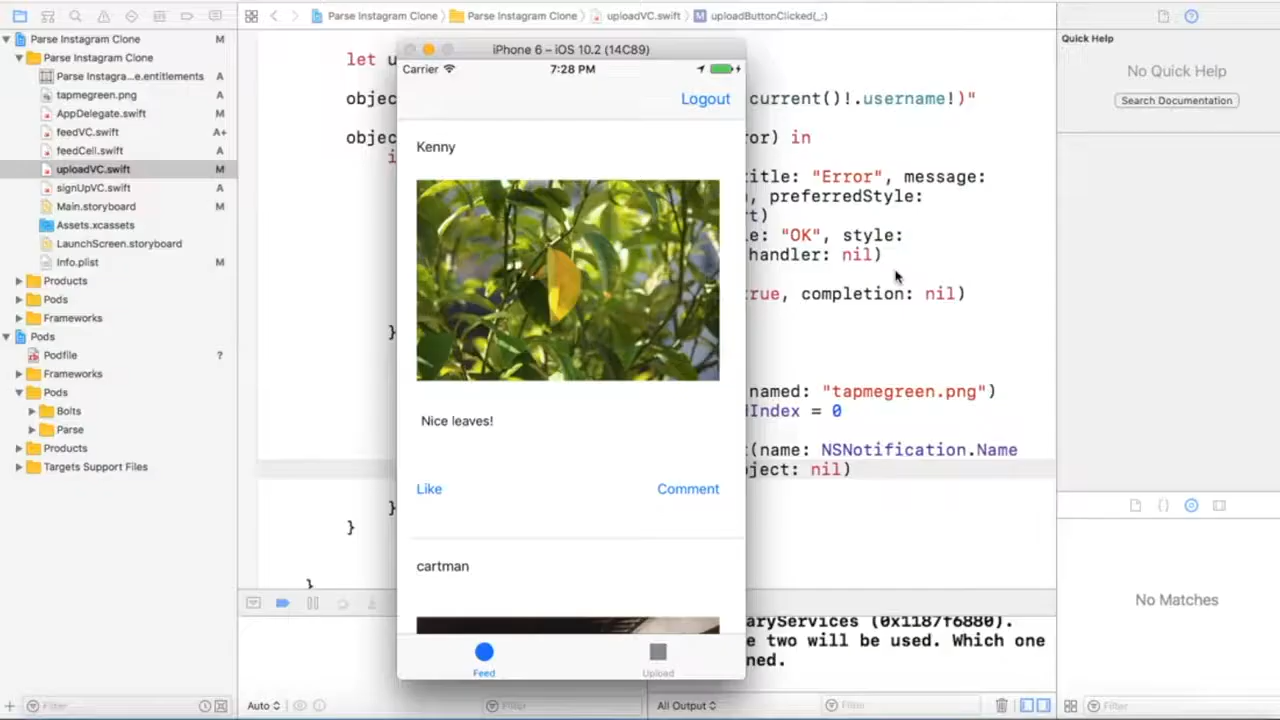 Parse Instagram Clone
Parse Instagram Clone
uploadVC.swift
uploadButtonClicked(_:)
Parse Instagram Clone M
Parse Instagram Clone
Parse Instagra...e.entitlements A
tapmegreen.png A
AppDelegate.swift M
feedVC.swift A+
feedCell.swift A
uploadVC.swift M
signUpVC.swift A
Main.storyboard M
Assets.xcassets
LaunchScreen.storyboard
Info.plist M
Products
Pods
Frameworks
Pods
Podfile ?
Frameworks
Pods
Bolts
Parse
Products
Targets Support Files
Filter
let u
objec
objec
i
}
}
}
}
iPhone 6 – iOS 10.2 (14C89)
Carrier 7:28 PM
Logout
Kenny
Nice leaves!
Like Comment
cartman
Feed Upload
current()!.username!)"
or) in
itle: "Error", message:
, preferredStyle:
t)
e: "OK", style:
handler: nil)
rue, completion: nil)
named: "tapmegreen.png")
dIndex = 0
t(name: NSNotification.Name
ject: nil)
aryServices (0x1187f6880).
e two will be used. Which one
ned.
Auto
Filter
All Output
Filter
Quick Help
No Quick Help
Search Documentation
No Matches
Filter